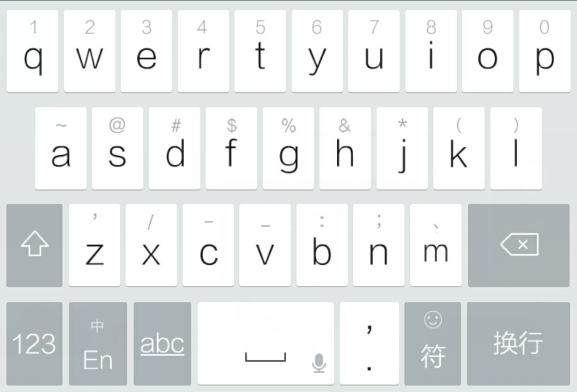 1 2 3 4 5 6 7 8 9 0
q w e r t y u i o p
~ @ # $ % & * ( )
a s d f g h j k l
' / - _ : ; 、
z x c v b n m
中 ,
123 En abc . 符 换行